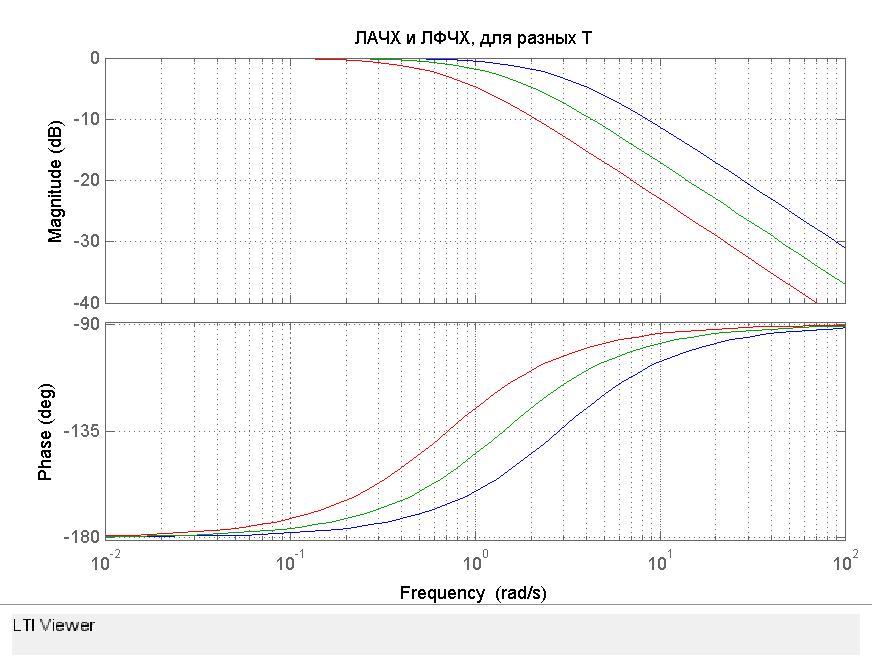 ЛАЧХ и ЛФЧХ, для разных Т
0
-10
-20
-30
-40
Magnitude (dB)
-90
-135
-180
Phase (deg)
10^-2
10^-1
10^0
10^1
10^2
Frequency (rad/s)
LTI Viewer